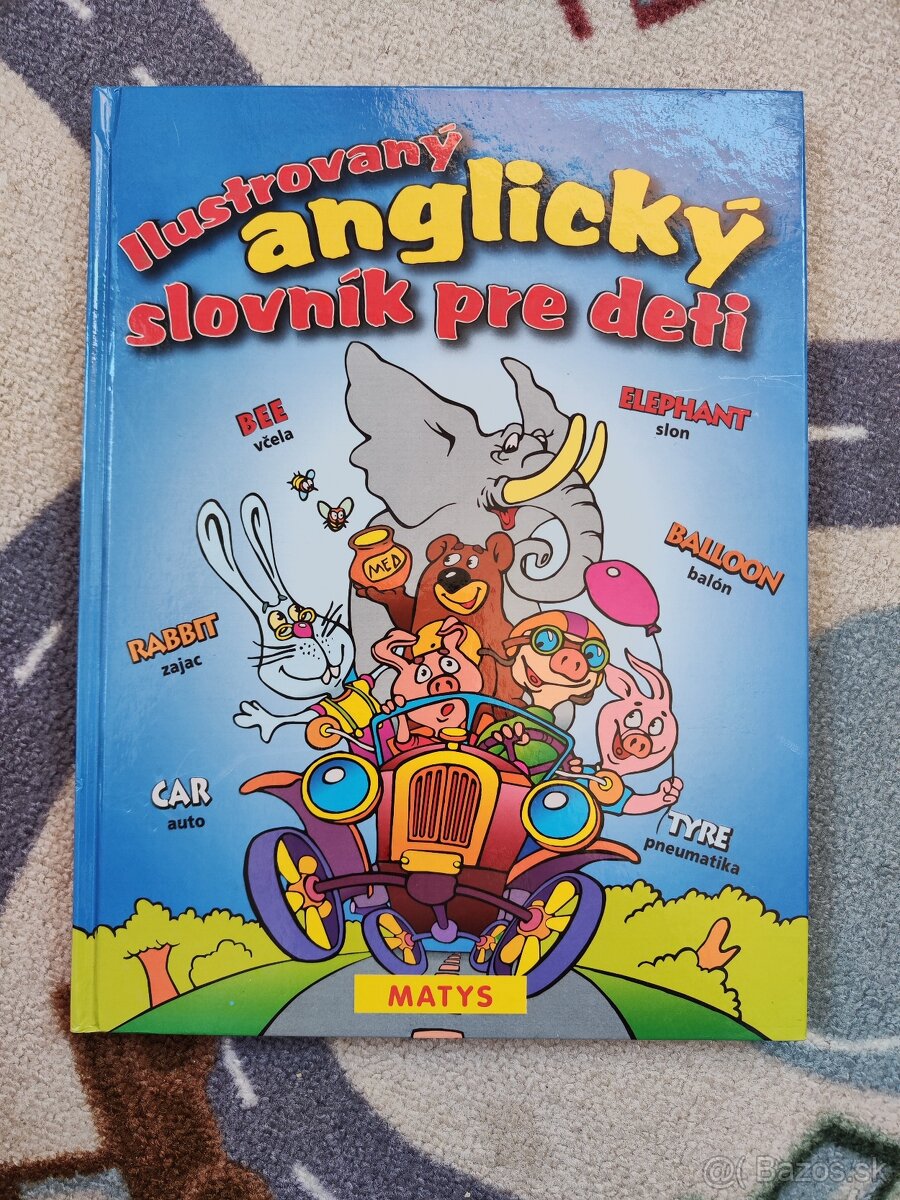 Ilustrovaný
anglický
slovník pre deti
BEE
včela
ELEPHANT
slon
MED
BALLOON
balón
RABBIT
zajac
CAR
auto
TYRE
pneumatika
MATYS
@( Bazos.sk